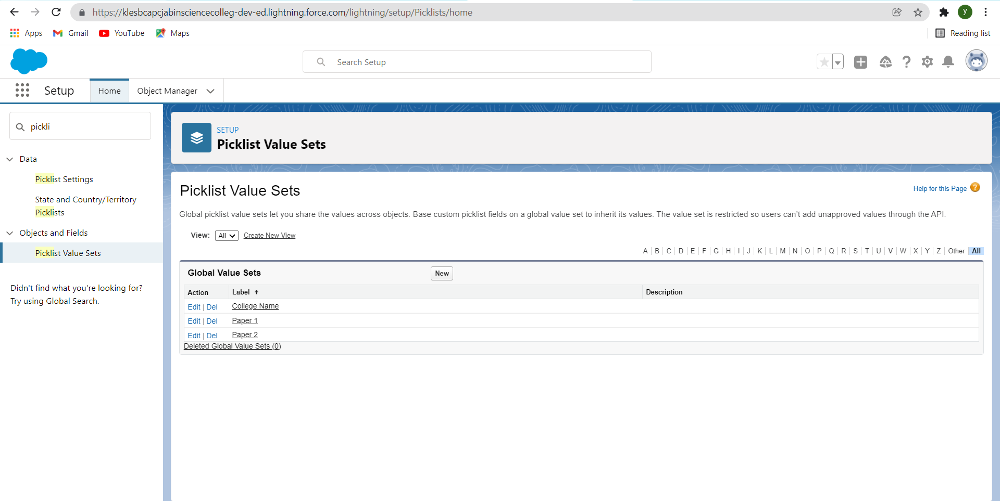 https://klesbcapcjabinsciencecolleg-dev-ed.lightning.force.com/lightning/setup/Picklists/home
y
Apps
Gmail
YouTube
Maps
Reading list
Search Setup
Setup
Home
Object Manager
pickli
Data
Picklist Settings
State and Country/Territory
Picklists
Objects and Fields
Picklist Value Sets
Didn't find what you're looking for?
Try using Global Search.
SETUP
Picklist Value Sets
Picklist Value Sets
Help for this Page ?
Global picklist value sets let you share the values across objects. Base custom picklist fields on a global value set to inherit its values. The value set is restricted so users can’t add unapproved values through the API.
View: All Create New View
A | B | C | D | E | F | G | H | I | J | K | L | M | N | O | P | Q | R | S | T | U | V | W | X | Y | Z | Other All
Global Value Sets New
Action Label ↑ Description
Edit | Del College Name
Edit | Del Paper 1
Edit | Del Paper 2
Deleted Global Value Sets (0)